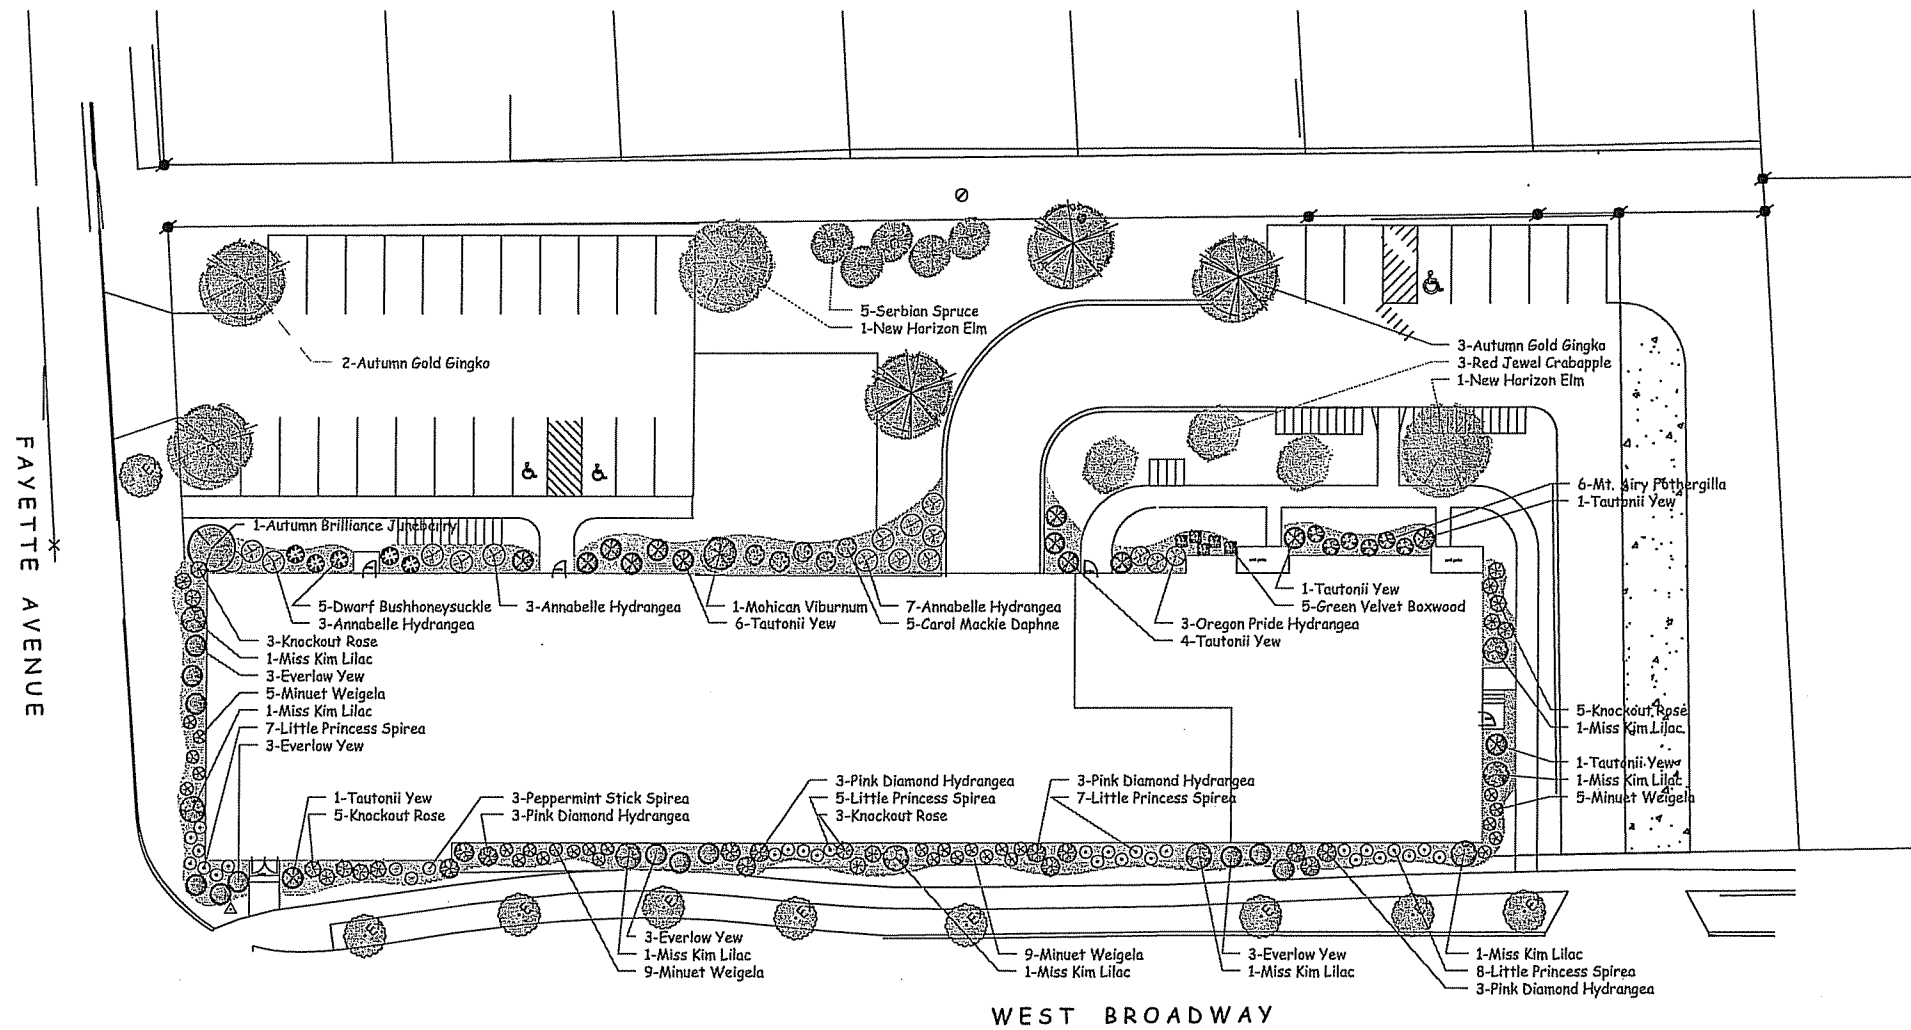 5-Serbian Spruce
1-New Horizon Elm
2-Autumn Gold Gingko
3-Autumn Gold Gingko
3-Red Jewel Crabapple
1-New Horizon Elm
FAYETTE AVENUE
6-Mt. Airy Fothergilla
1-Tautonii Yew
1-Autumn Brilliance Juneberry
5-Dwarf Bushhoneysuckle
3-Annabelle Hydrangea
3-Annabelle Hydrangea
1-Mohican Viburnum
6-Tautonii Yew
7-Annabelle Hydrangea
5-Carol Mackie Daphne
1-Tautonii Yew
5-Green Velvet Boxwood
3-Oregon Pride Hydrangea
4-Tautonii Yew
3-Knockout Rose
1-Miss Kim Lilac
3-Everlow Yew
5-Minuet Weigela
1-Miss Kim Lilac
7-Little Princess Spirea
3-Everlow Yew
5-Knockout Rose
1-Miss Kim Lilac
1-Tautonii Yew
1-Miss Kim Lilac
5-Minuet Weigela
1-Tautonii Yew
5-Knockout Rose
3-Peppermint Stick Spirea
3-Pink Diamond Hydrangea
3-Pink Diamond Hydrangea
5-Little Princess Spirea
3-Knockout Rose
3-Pink Diamond Hydrangea
7-Little Princess Spirea
E
E
E
E
E
E
E
E
E
3-Everlow Yew
1-Miss Kim Lilac
9-Minuet Weigela
9-Minuet Weigela
1-Miss Kim Lilac
3-Everlow Yew
1-Miss Kim Lilac
1-Miss Kim Lilac
8-Little Princess Spirea
3-Pink Diamond Hydrangea
WEST BROADWAY